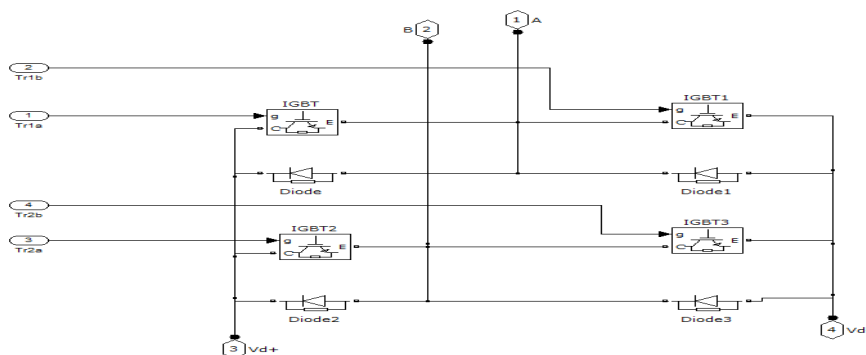 1 A
B 2
2
Tr1b
IGBT1
g
C E
IGBT
1
Tr1a
g
C E
Diode
Diode1
4
Tr2b
IGBT3
g
C E
IGBT2
3
Tr2a
g
C E
Diode2
Diode3
3 Vd+
4 Vd